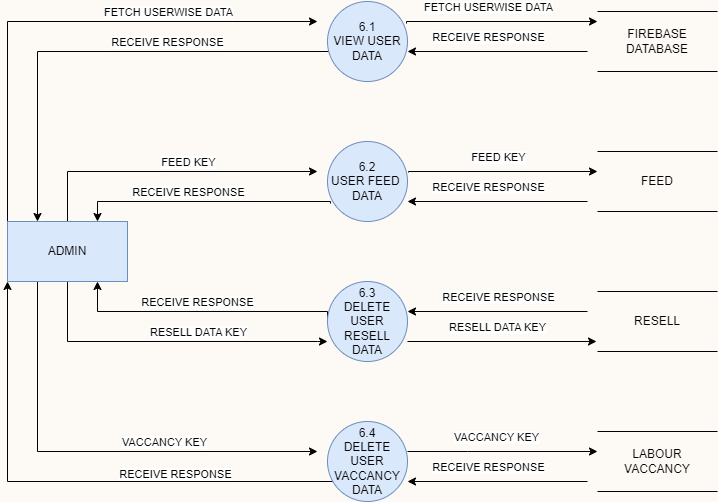 FETCH USERWISE DATA
6.1
VIEW USER
DATA
FETCH USERWISE DATA
FIREBASE
DATABASE
RECEIVE RESPONSE
RECEIVE RESPONSE
FEED KEY
6.2
USER FEED
DATA
FEED KEY
FEED
RECEIVE RESPONSE
RECEIVE RESPONSE
ADMIN
RECEIVE RESPONSE
6.3
DELETE
USER
RESELL
DATA
RECEIVE RESPONSE
RESELL
RESELL DATA KEY
RESELL DATA KEY
VACCANCY KEY
6.4
DELETE
USER
VACCANCY
DATA
VACCANCY KEY
LABOUR
VACCANCY
RECEIVE RESPONSE
RECEIVE RESPONSE